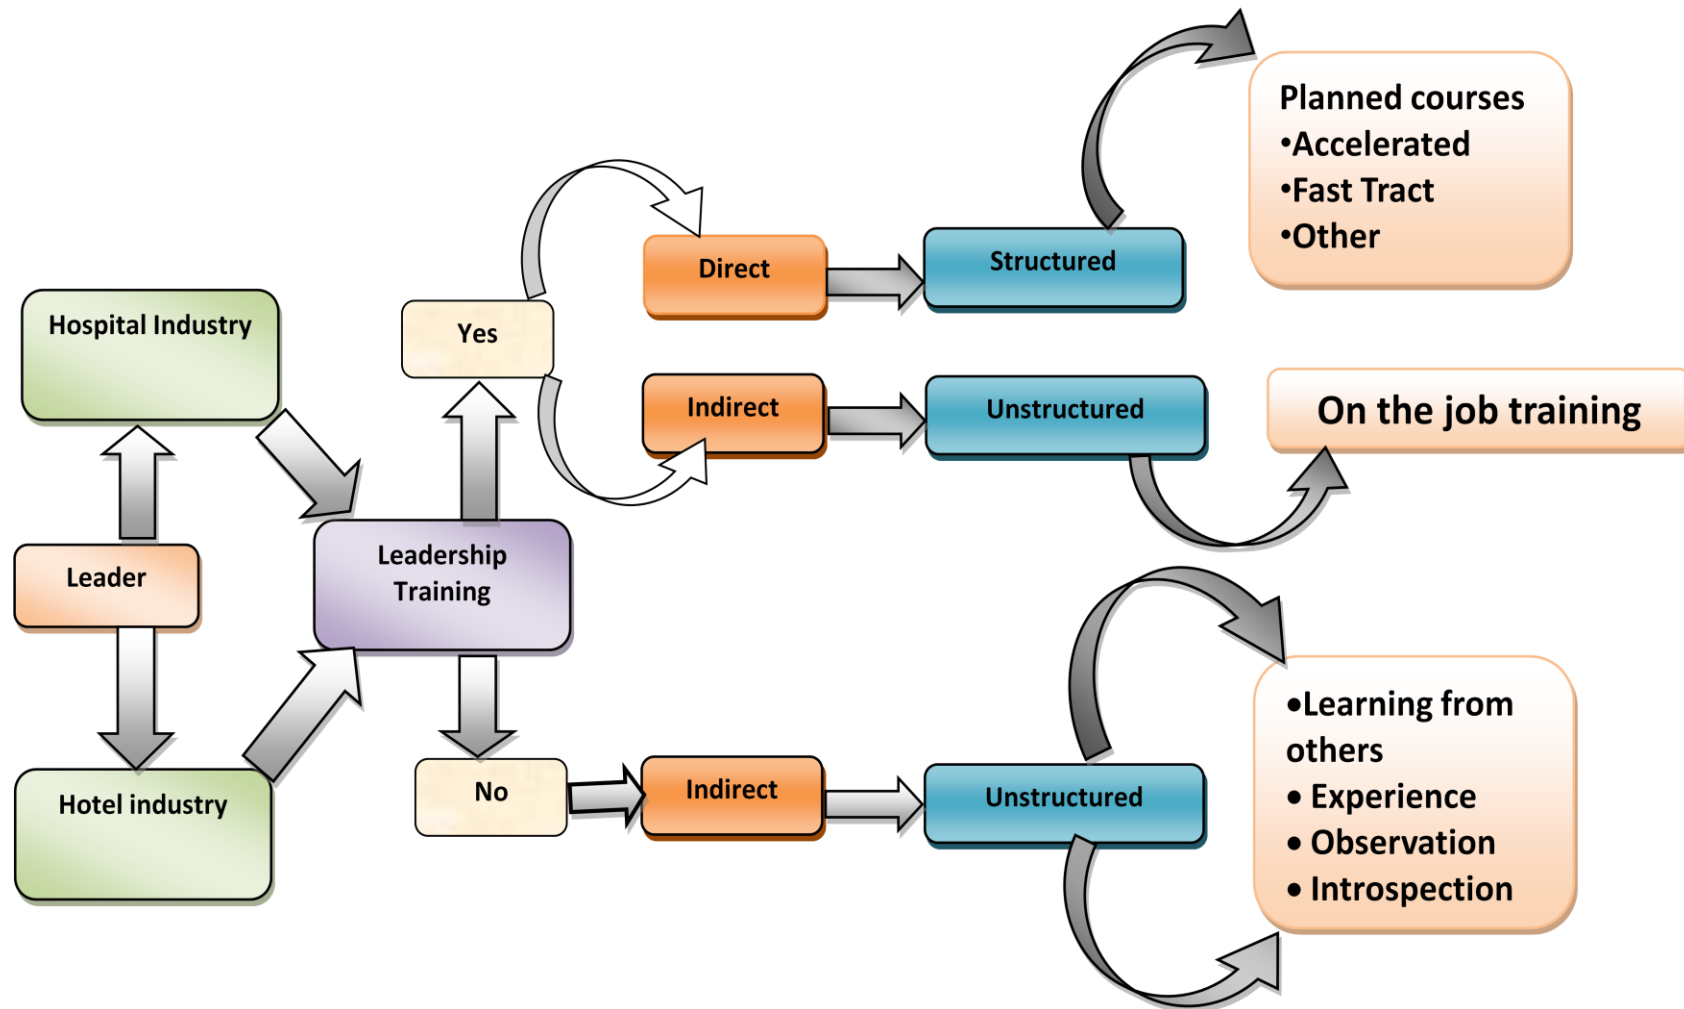 Planned courses
•Accelerated
•Fast Tract
•Other
Direct
Structured
Hospital Industry
Yes
Indirect
Unstructured
On the job training
Leader
Leadership
Training
•Learning from
others
• Experience
• Observation
• Introspection
Hotel industry
No
Indirect
Unstructured